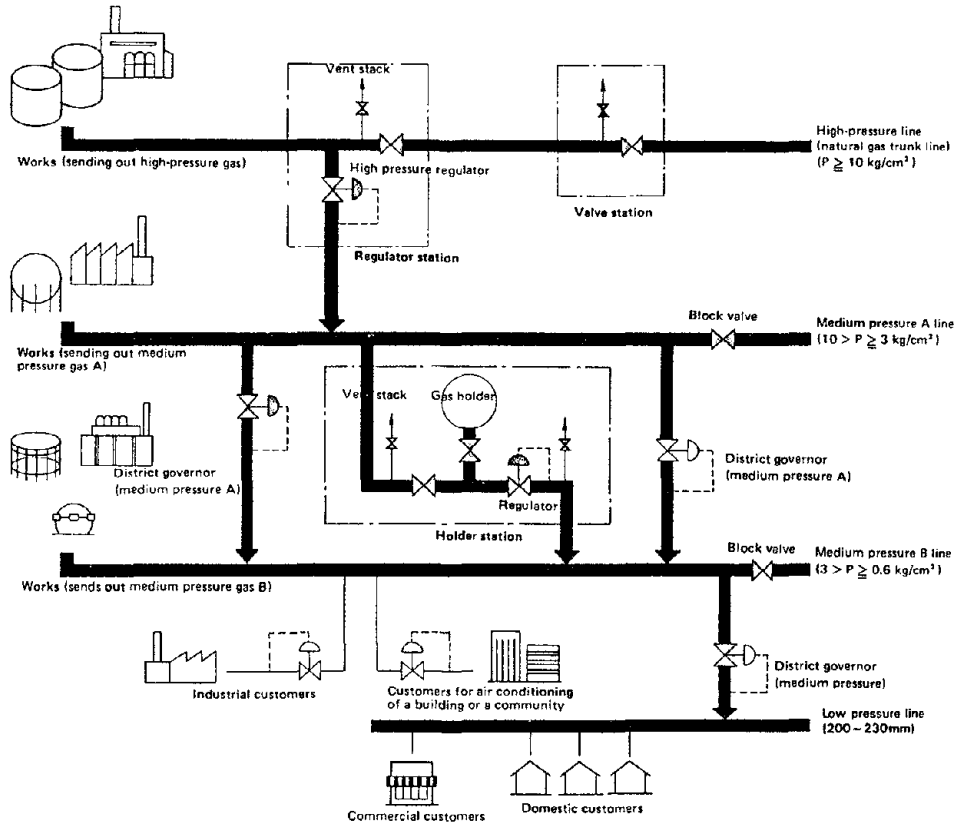 Vent stack
High-pressure line
(natural gas trunk line)
(P ≧ 10 kg/cm²)
Works (sending out high-pressure gas)
High pressure regulator
Valve station
Regulator station
Block valve
Medium pressure A line
(10 > P ≧ 3 kg/cm²)
Works (sending out medium
pressure gas A)
Vent stack
Gas holder
District governor
(medium pressure A)
District governor
(medium pressure A)
Regulator
Holder station
Block valve
Medium pressure B line
(3 > P ≧ 0.6 kg/cm²)
Works (sends out medium pressure gas B)
District governor
(medium pressure)
Industrial customers
Customers for air conditioning
of a building or a community
Low pressure line
(200~230mm)
Commercial customers
Domestic customers